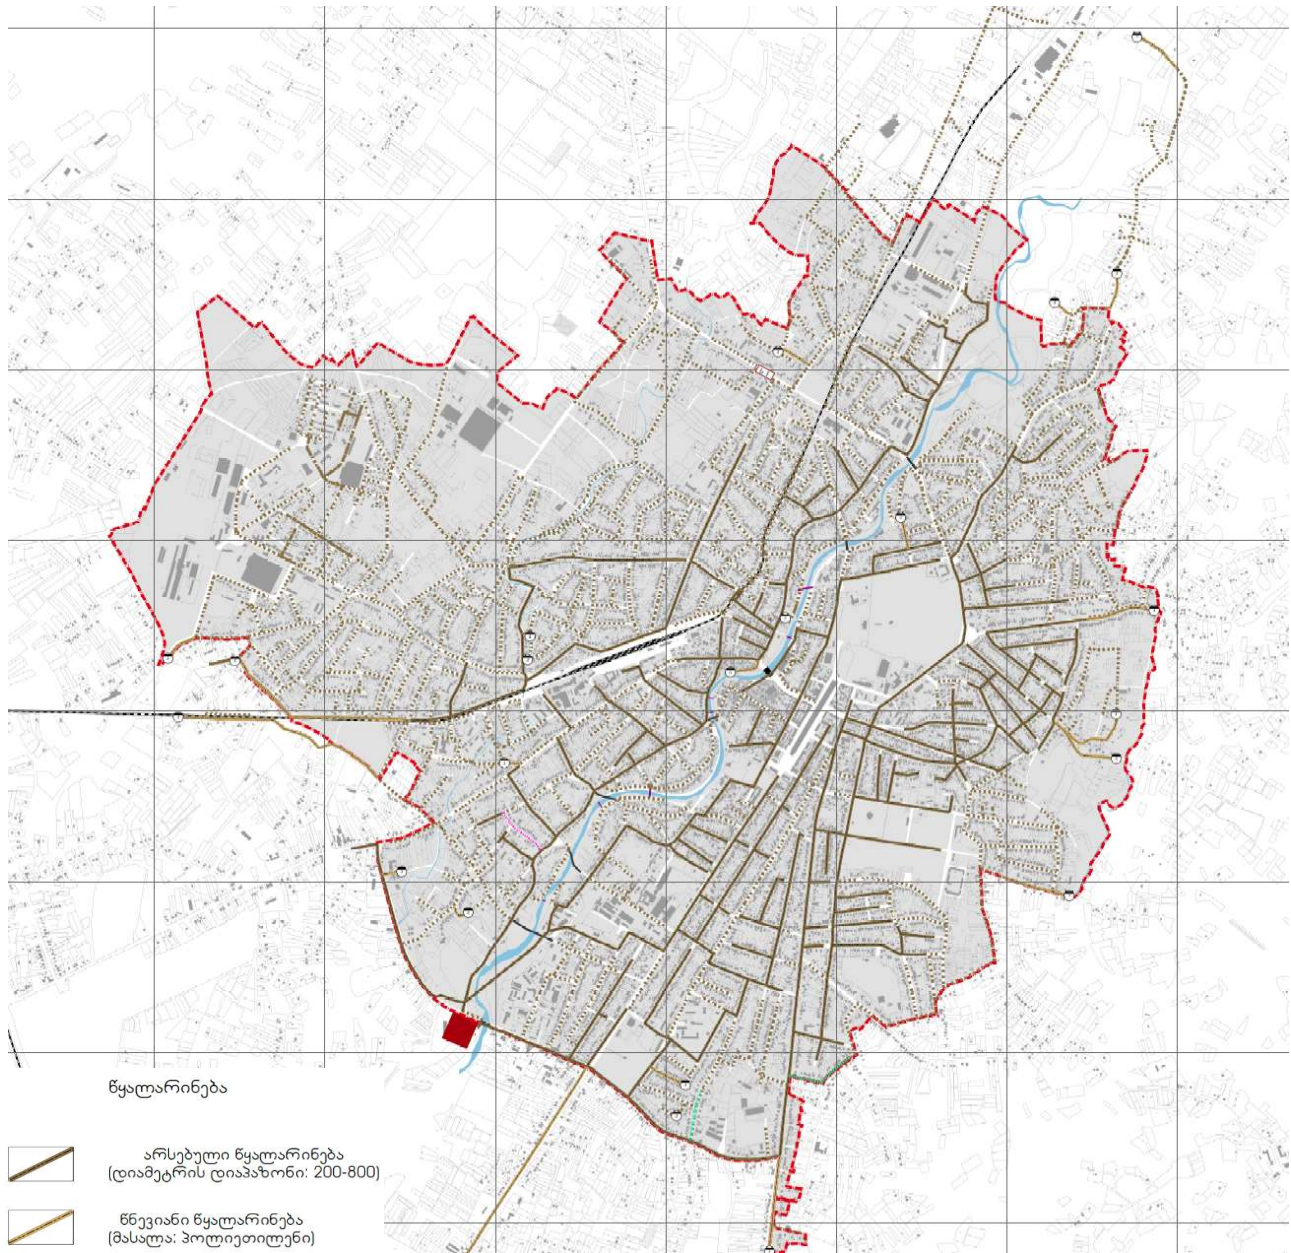 წყალარინება
არსებული წყალარინება
(დიამეტრის დიაპაზონი: 200-800)
წნევიანი წყალარინება
(მასალა: პოლიეთილენი)